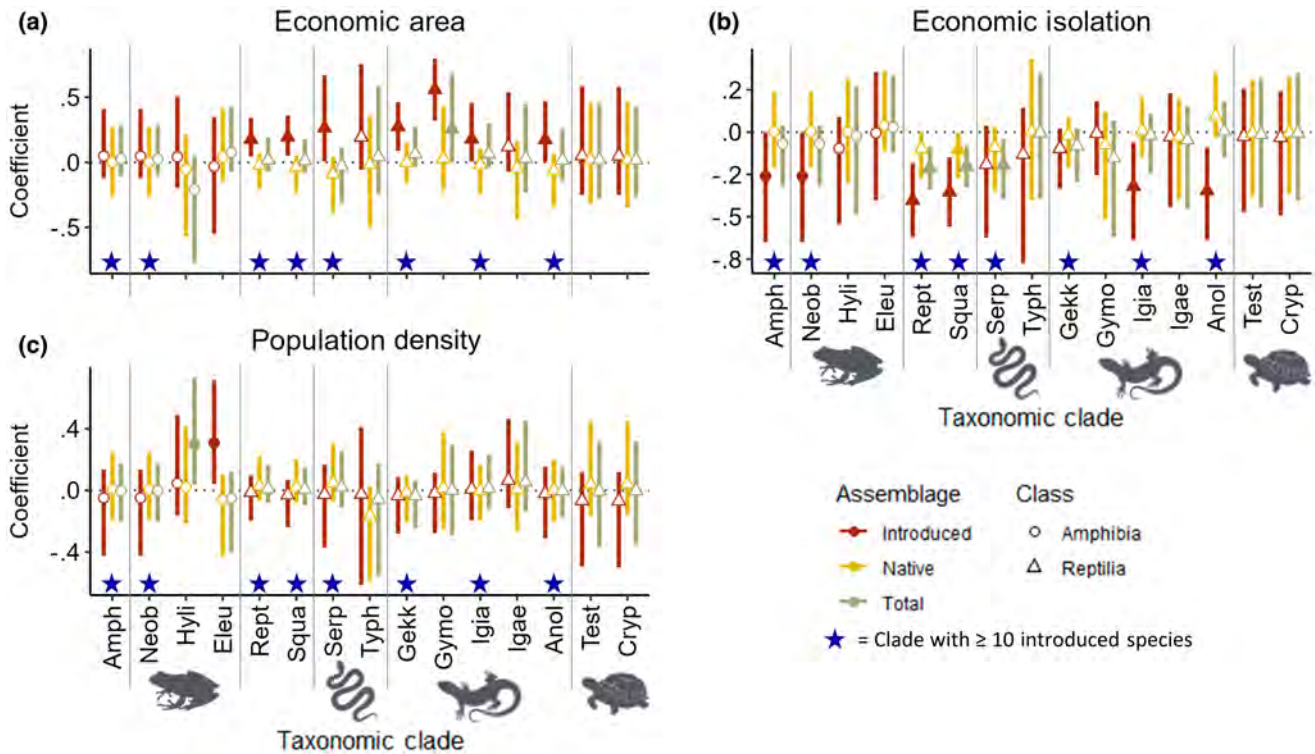 (a) Economic area
Coefficient
.5
.0
-.5
(b) Economic isolation
.2
.0
-.2
-.5
-.8
Amph Neob Hyli Eleu Rept Squa Serp Typh Gekk Gymo Igia Igae Anol Test Cryp
Taxonomic clade
(c) Population density
Coefficient
.4
.0
-.4
Amph Neob Hyli Eleu Rept Squa Serp Typh Gekk Gymo Igia Igae Anol Test Cryp
Taxonomic clade
Assemblage Class
Introduced Amphibia
Native Reptilia
Total
= Clade with ≥ 10 introduced species